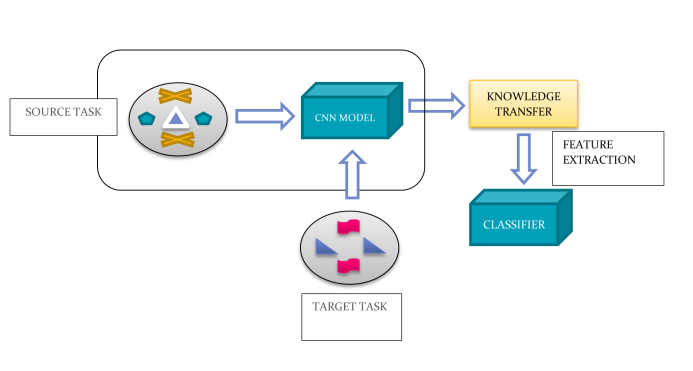 SOURCE TASK
CNN MODEL
KNOWLEDGE
TRANSFER
FEATURE
EXTRACTION
CLASSIFIER
TARGET TASK